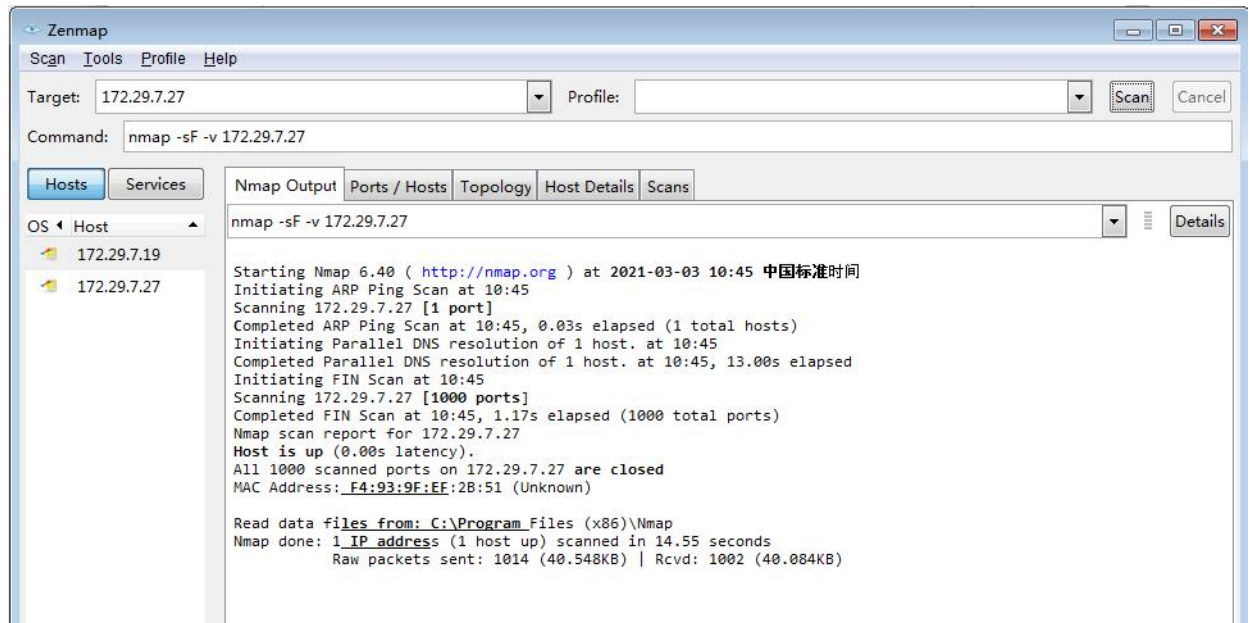 Zenmap
Scan Tools Profile Help
Target: 172.29.7.27 Profile: Scan Cancel
Command: nmap -sF -v 172.29.7.27
Hosts Services Nmap Output Ports / Hosts Topology Host Details Scans
OS Host nmap -sF -v 172.29.7.27 Details
172.29.7.19
172.29.7.27
Starting Nmap 6.40 ( http://nmap.org ) at 2021-03-03 10:45 中国标准时间
Initiating ARP Ping Scan at 10:45
Scanning 172.29.7.27 [1 port]
Completed ARP Ping Scan at 10:45, 0.03s elapsed (1 total hosts)
Initiating Parallel DNS resolution of 1 host. at 10:45
Completed Parallel DNS resolution of 1 host. at 10:45, 13.00s elapsed
Initiating FIN Scan at 10:45
Scanning 172.29.7.27 [1000 ports]
Completed FIN Scan at 10:45, 1.17s elapsed (1000 total ports)
Nmap scan report for 172.29.7.27
Host is up (0.00s latency).
All 1000 scanned ports on 172.29.7.27 are closed
MAC Address: F4:93:9F:EF:2B:51 (Unknown)
Read data files from: C:\Program Files (x86)\Nmap
Nmap done: 1 IP address (1 host up) scanned in 14.55 seconds
Raw packets sent: 1014 (40.548KB) | Rcvd: 1002 (40.084KB)